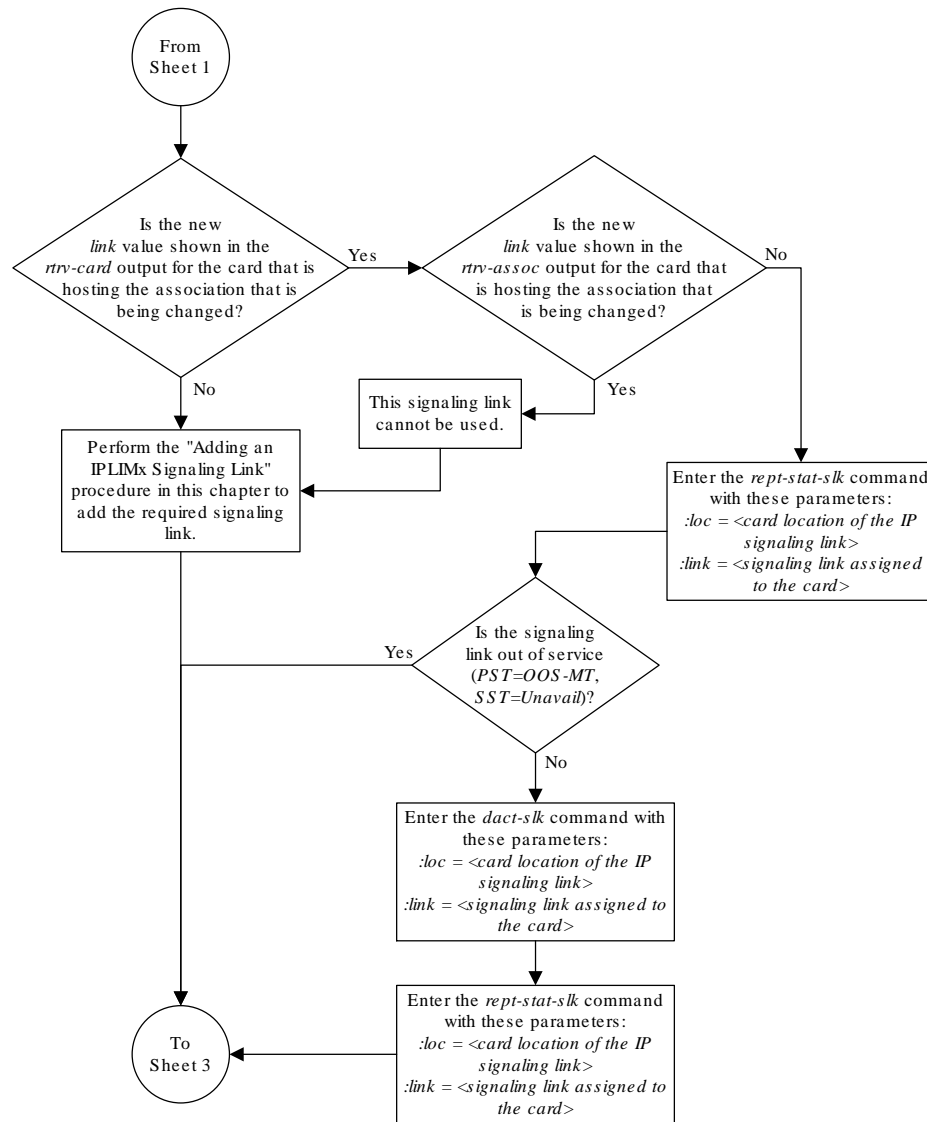 From
Sheet 1
Is the new
link value shown in the
rtrv-card output for the card that is
hosting the association that is
being changed?
Yes
Is the new
link value shown in the
rtrv-assoc output for the card that
is hosting the association that
is being changed?
No
No
Yes
This signaling link
cannot be used.
Perform the "Adding an
IPLIMx Signaling Link"
procedure in this chapter to
add the required signaling
link.
Enter the rept-stat-slk command
with these parameters:
:loc = <card location of the IP
signaling link>
:link = <signaling link assigned
to the card>
Is the signaling
link out of service
(PST=OOS-MT,
SST=Unavail)?
Yes
No
Enter the dact-slk command with
these parameters:
:loc = <card location of the IP
signaling link>
:link = <signaling link assigned to
the card>
Enter the rept-stat-slk command
with these parameters:
:loc = <card location of the IP
signaling link>
:link = <signaling link assigned to
the card>
To
Sheet 3